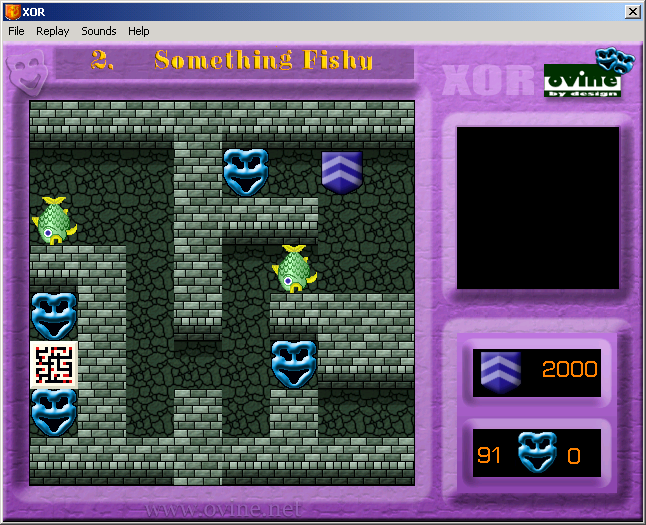 XOR
File Replay Sounds Help
2. Something Fishy
XOR
ovine
by design
2000
91 0
www.ovine.net